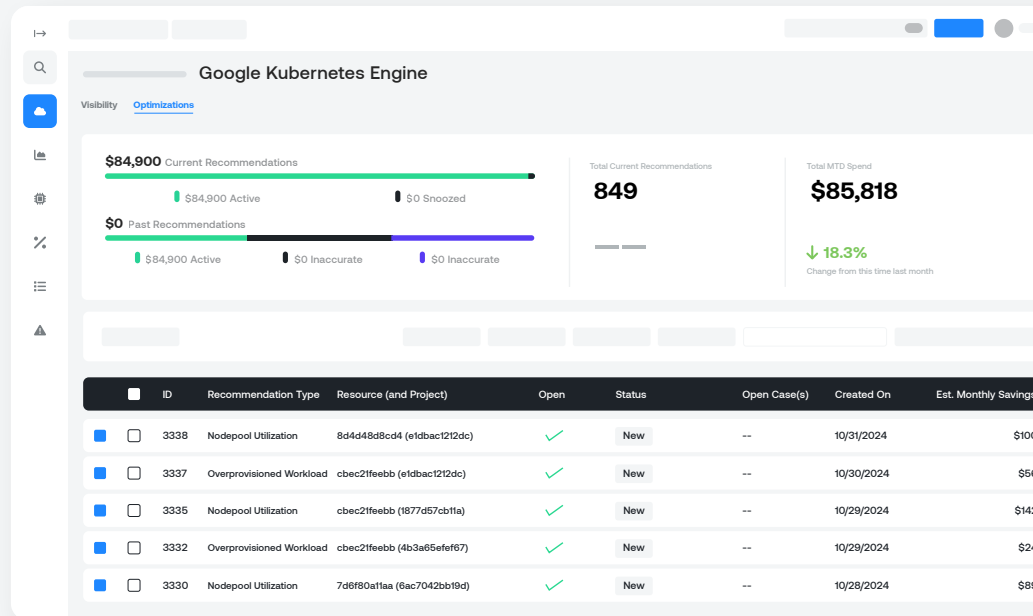 Google Kubernetes Engine
Visibility Optimizations
$84,900 Current Recommendations
$84,900 Active $0 Snoozed
$0 Past Recommendations
$84,900 Active $0 Inaccurate $0 Inaccurate
Total Current Recommendations
849
Total MTD Spend
$85,818
18.3%
Change from this time last month
ID Recommendation Type Resource (and Project) Open Status Open Case(s) Created On Est. Monthly Savings
3338 Nodepool Utilization 8d4d48d8cd4 (e1dbac1212dc) New -- 10/31/2024 $100
3337 Overprovisioned Workload cbec21feebb (e1dbac1212dc) New -- 10/30/2024 $56
3335 Nodepool Utilization cbec21feebb (1877d57cb11a) New -- 10/29/2024 $142
3332 Overprovisioned Workload cbec21feebb (4b3a65efef67) New -- 10/29/2024 $24
3330 Nodepool Utilization 7d6f80a11aa (6ac7042bb19d) New -- 10/28/2024 $89